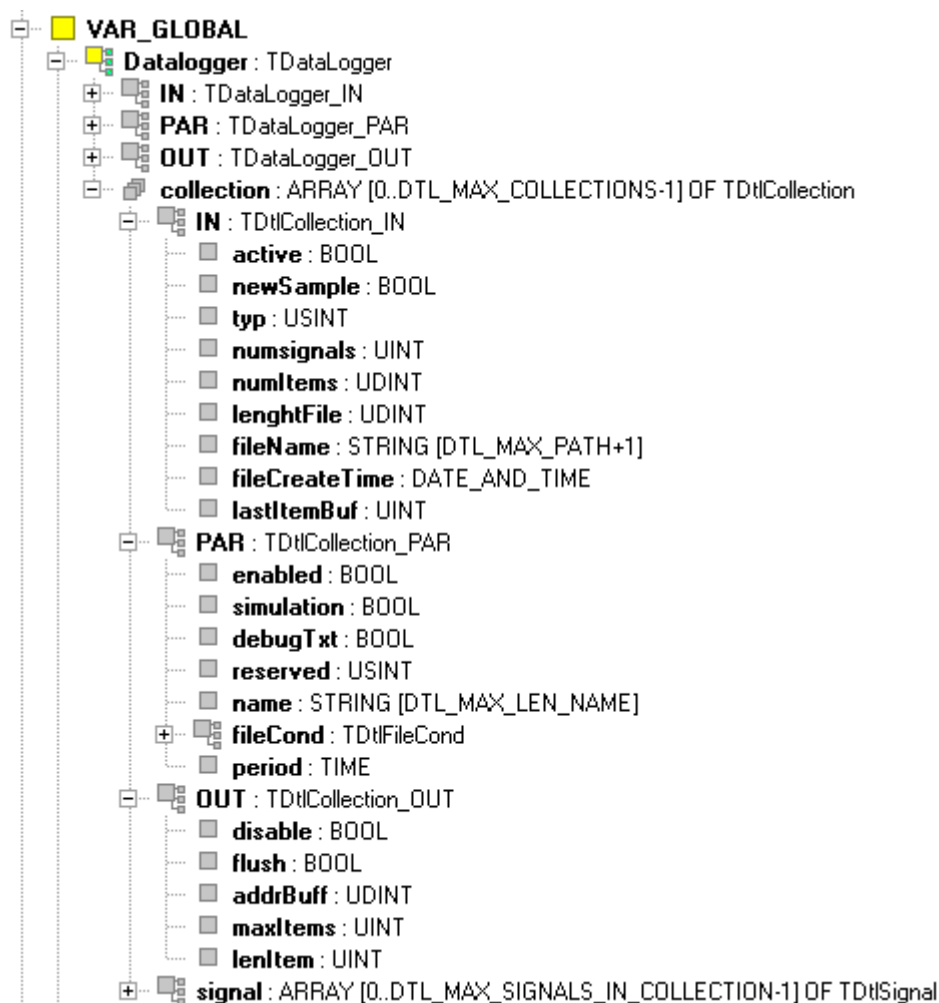 VAR_GLOBAL
Datalogger : TDataLogger
IN : TDataLogger_IN
PAR : TDataLogger_PAR
OUT : TDataLogger_OUT
collection : ARRAY [0..DTL_MAX_COLLECTIONS-1] OF TDtlCollection
IN : TDtlCollection_IN
active : BOOL
newSample : BOOL
typ : USINT
numsignals : UINT
numItems : UDINT
lenghtFile : UDINT
fileName : STRING [DTL_MAX_PATH+1]
fileCreateTime : DATE_AND_TIME
lastItemBuf : UINT
PAR : TDtlCollection_PAR
enabled : BOOL
simulation : BOOL
debugTxt : BOOL
reserved : USINT
name : STRING [DTL_MAX_LEN_NAME]
fileCond : TDtlFileCond
period : TIME
OUT : TDtlCollection_OUT
disable : BOOL
flush : BOOL
addrBuff : UDINT
maxItems : UINT
lenItem : UINT
signal : ARRAY [0..DTL_MAX_SIGNALS_IN_COLLECTION-1] OF TDtlSignal